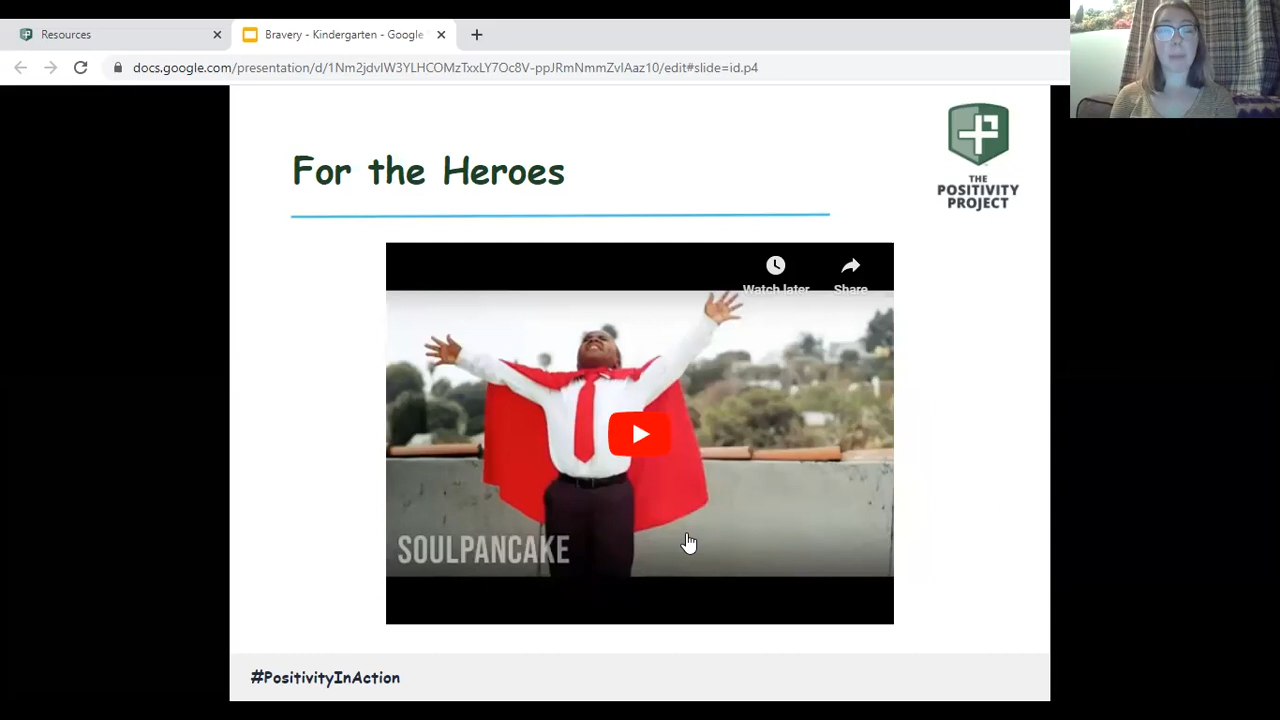 Resources
Bravery - Kindergarten - Google
docs.google.com/presentation/d/1Nm2jdvIW3YLHCOMzTxxLY7Oc8V-ppJRmNmmZvIAaz10/edit#slide=id.p4
For the Heroes
THE
POSITIVITY
PROJECT
Watch later
Share
SOULPANCAKE
#PositivityInAction